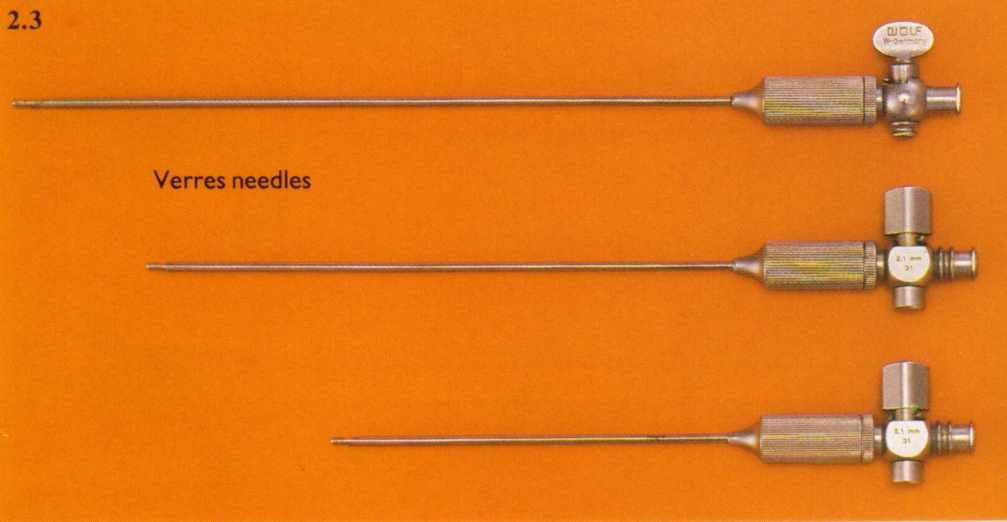 2.3
WOLF
W-Germany
Verres needles
2.1 mm
31
2.1 mm
31